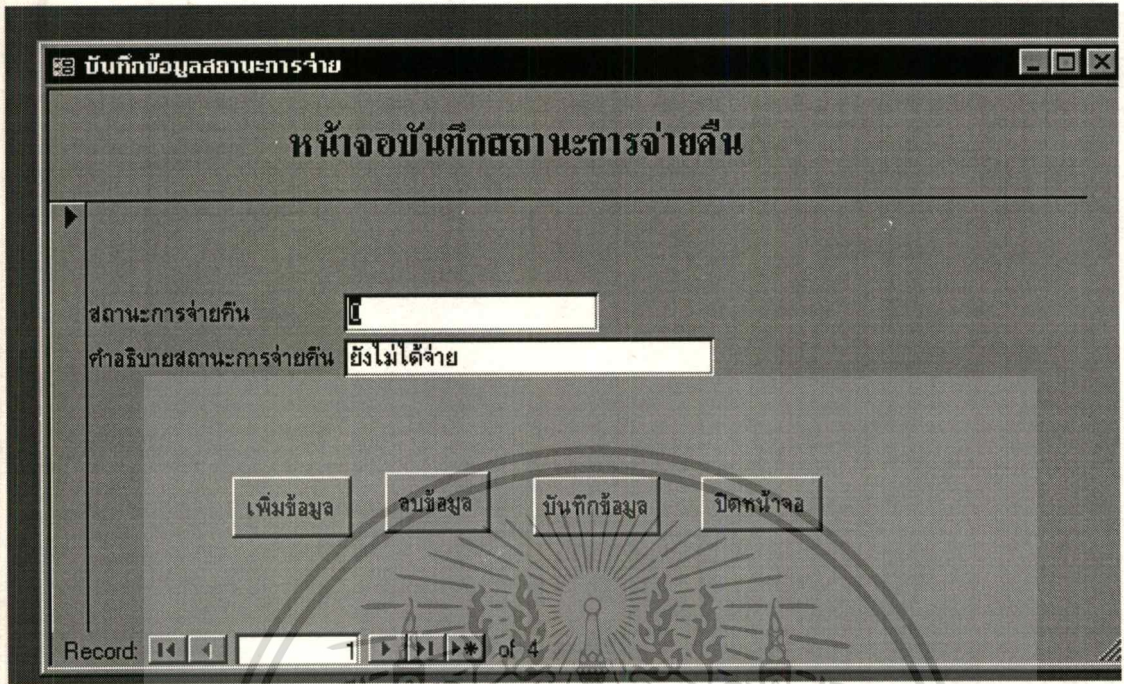 บันทึกข้อมูลสถานะการจ่าย
หน้าจอบันทึกสถานะการจ่ายคืน
สถานะการจ่ายคืน 0
คำอธิบายสถานะการจ่ายคืน ยังไม่ได้จ่าย
เพิ่มข้อมูล ลบข้อมูล บันทึกข้อมูล ปิดหน้าจอ
Record: 1 of 4